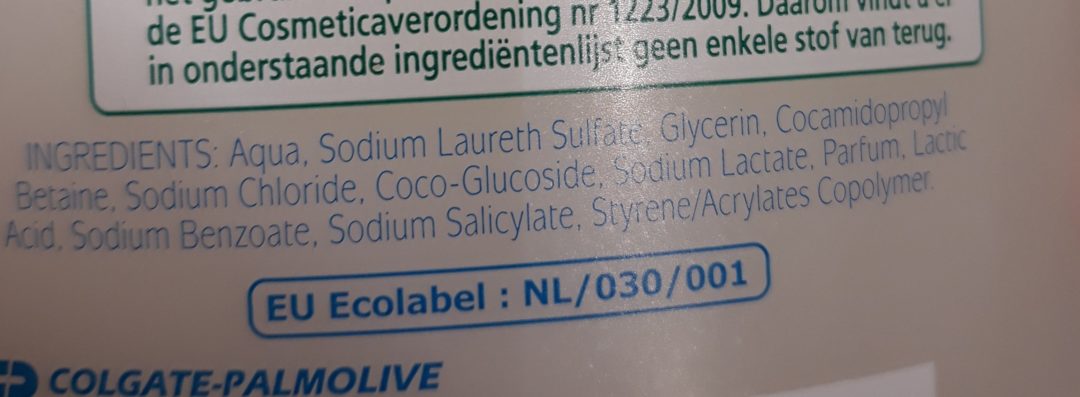 de EU Cosmeticaverordening nr 1223/2009. Daarom vindt u er
in onderstaande ingrediëntenlijst geen enkele stof van terug.
INGREDIENTS: Aqua, Sodium Laureth Sulfate, Glycerin, Cocamidopropyl
Betaine, Sodium Chloride, Coco-Glucoside, Sodium Lactate, Parfum, Lactic
Acid, Sodium Benzoate, Sodium Salicylate, Styrene/Acrylates Copolymer.
EU Ecolabel : NL/030/001
COLGATE-PALMOLIVE